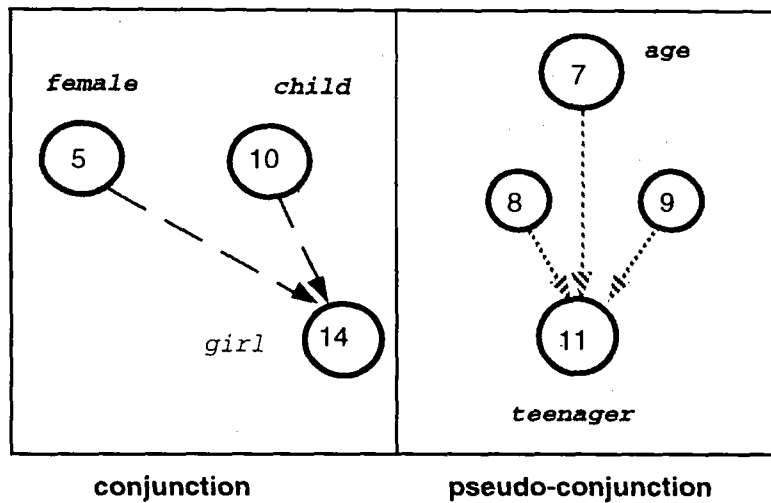 female
child
5
10
girl
14
age
7
8
9
11
teenager
conjunction
pseudo-conjunction